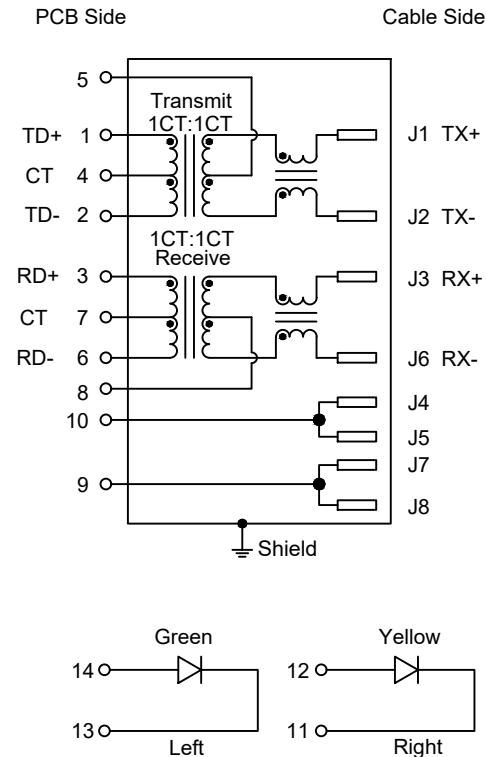 PCB Side Cable Side
5
Transmit
1CT:1CT
TD+ 1 J1 TX+
CT 4
TD- 2 J2 TX-
1CT:1CT
Receive
RD+ 3 J3 RX+
CT 7
RD- 6 J6 RX-
8
J4
10
J5
J7
9
J8
Shield
Green Yellow
14 12
13 11
Left Right